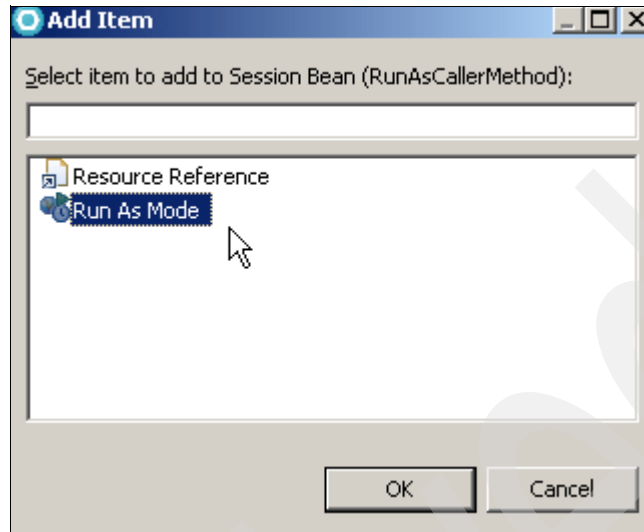 Add Item
Select item to add to Session Bean (RunAsCallerMethod):
Resource Reference
Run As Mode
OK
Cancel